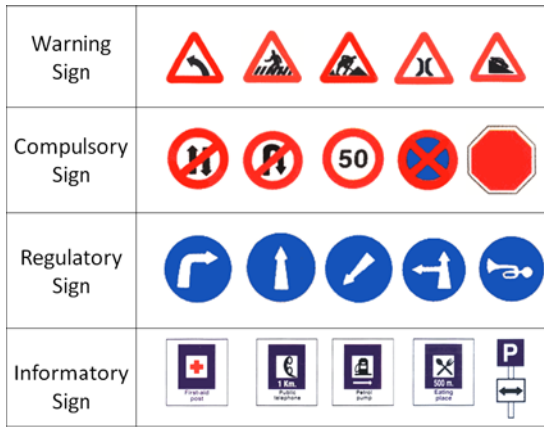 Warning
Sign
Compulsory
Sign
50
Regulatory
Sign
Informatory
Sign
First-aid
post
1 Km.
Public
telephone
Petrol
pump
500 m.
Eating
place
P